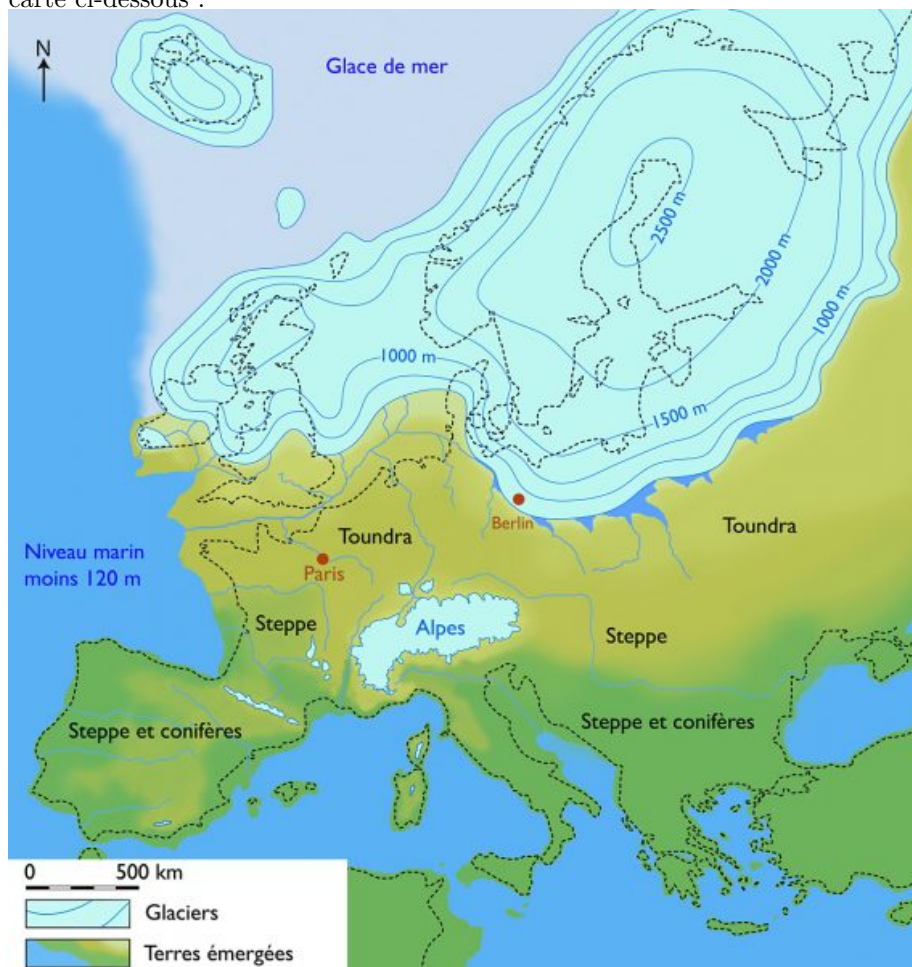 carte ci-dessous :
N
Glace de mer
2500 m
2000 m
1000 m
1000 m
1500 m
Berlin
Toundra
Toundra
Niveau marin
moins 120 m
Paris
Steppe
Alpes
Steppe
Steppe et conifères
Steppe et conifères
0 500 km
Glaciers
Terres émergées